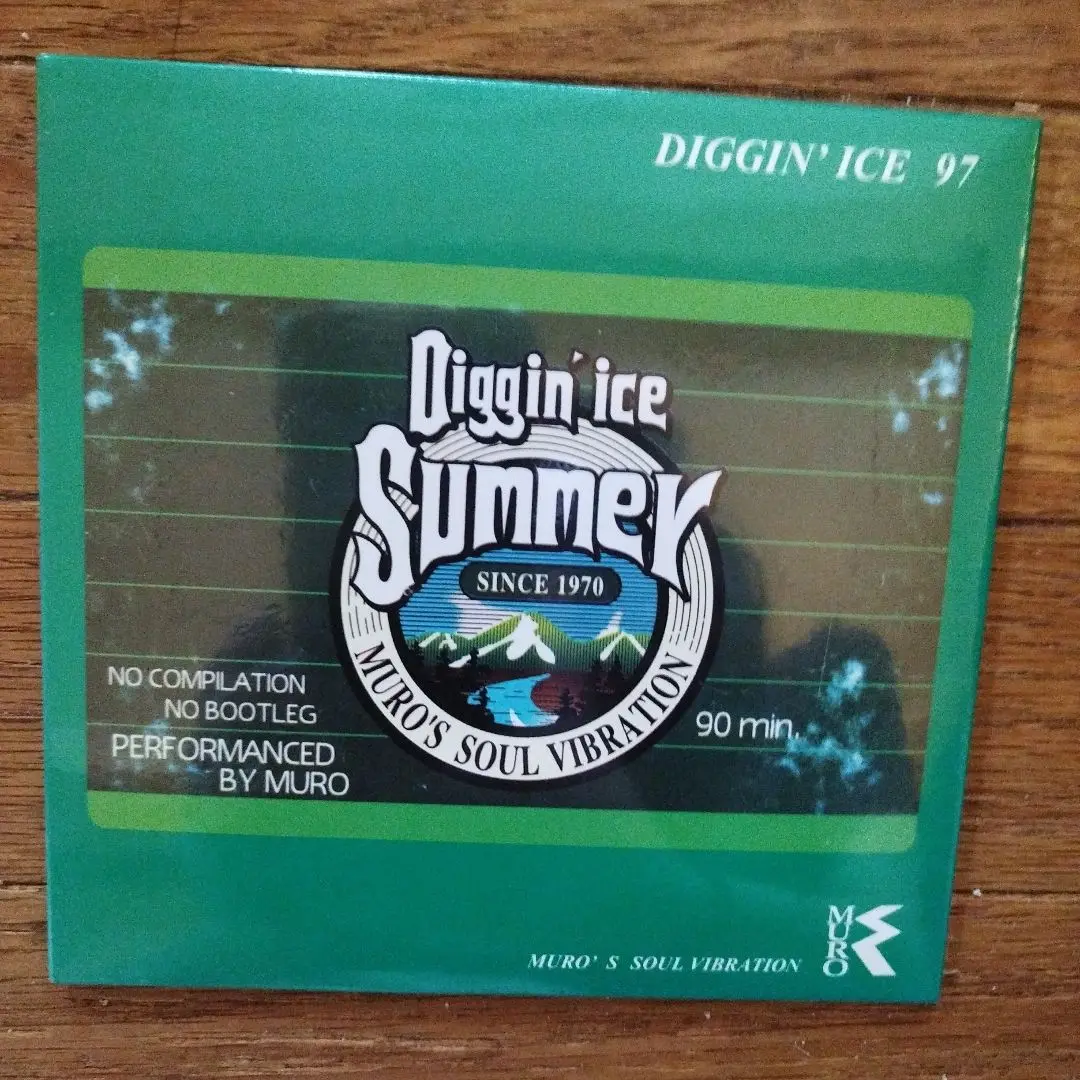 DIGGIN' ICE 97
Diggin' ice
Summer
SINCE 1970
MURO'S SOUL VIBRATION
NO COMPILATION
NO BOOTLEG
PERFORMANCED
BY MURO
90 min.
MURO' S SOUL VIBRATION
MURO